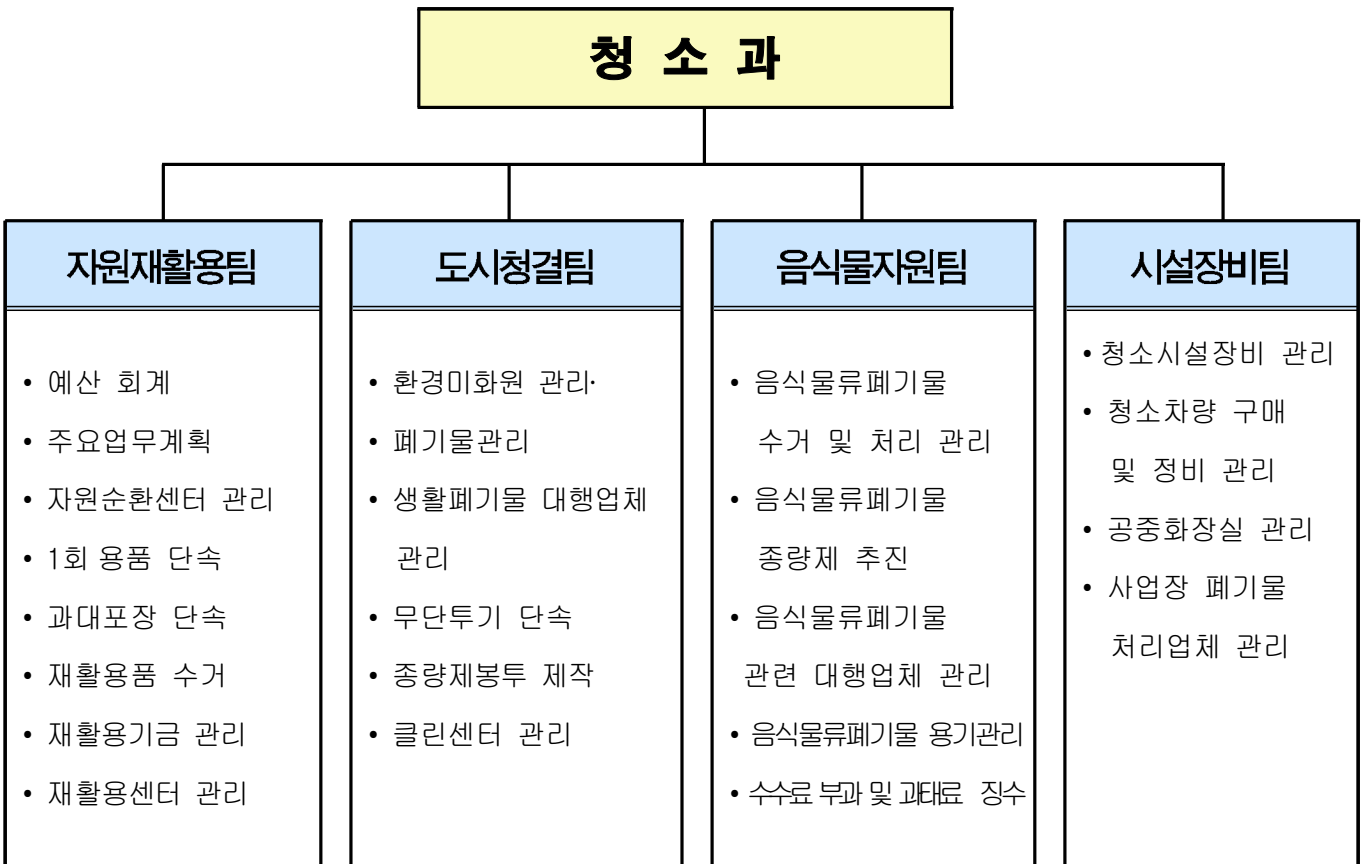 청 소 과
자원재활용팀
• 예산 회계
• 주요업무계획
• 자원순환센터 관리
• 1회 용품 단속
• 과대포장 단속
• 재활용품 수거
• 재활용기금 관리
• 재활용센터 관리
도시청결팀
• 환경미화원 관리·
• 폐기물관리
• 생활폐기물 대행업체
관리
• 무단투기 단속
• 종량제봉투 제작
• 클린센터 관리
음식물자원팀
• 음식물류폐기물
수거 및 처리 관리
• 음식물류폐기물
종량제 추진
• 음식물류폐기물
관련 대행업체 관리
• 음식물류폐기물 용기관리
• 수수료 부과 및 과태료 징수
시설장비팀
• 청소시설장비 관리
• 청소차량 구매
및 정비 관리
• 공중화장실 관리
• 사업장 폐기물
처리업체 관리